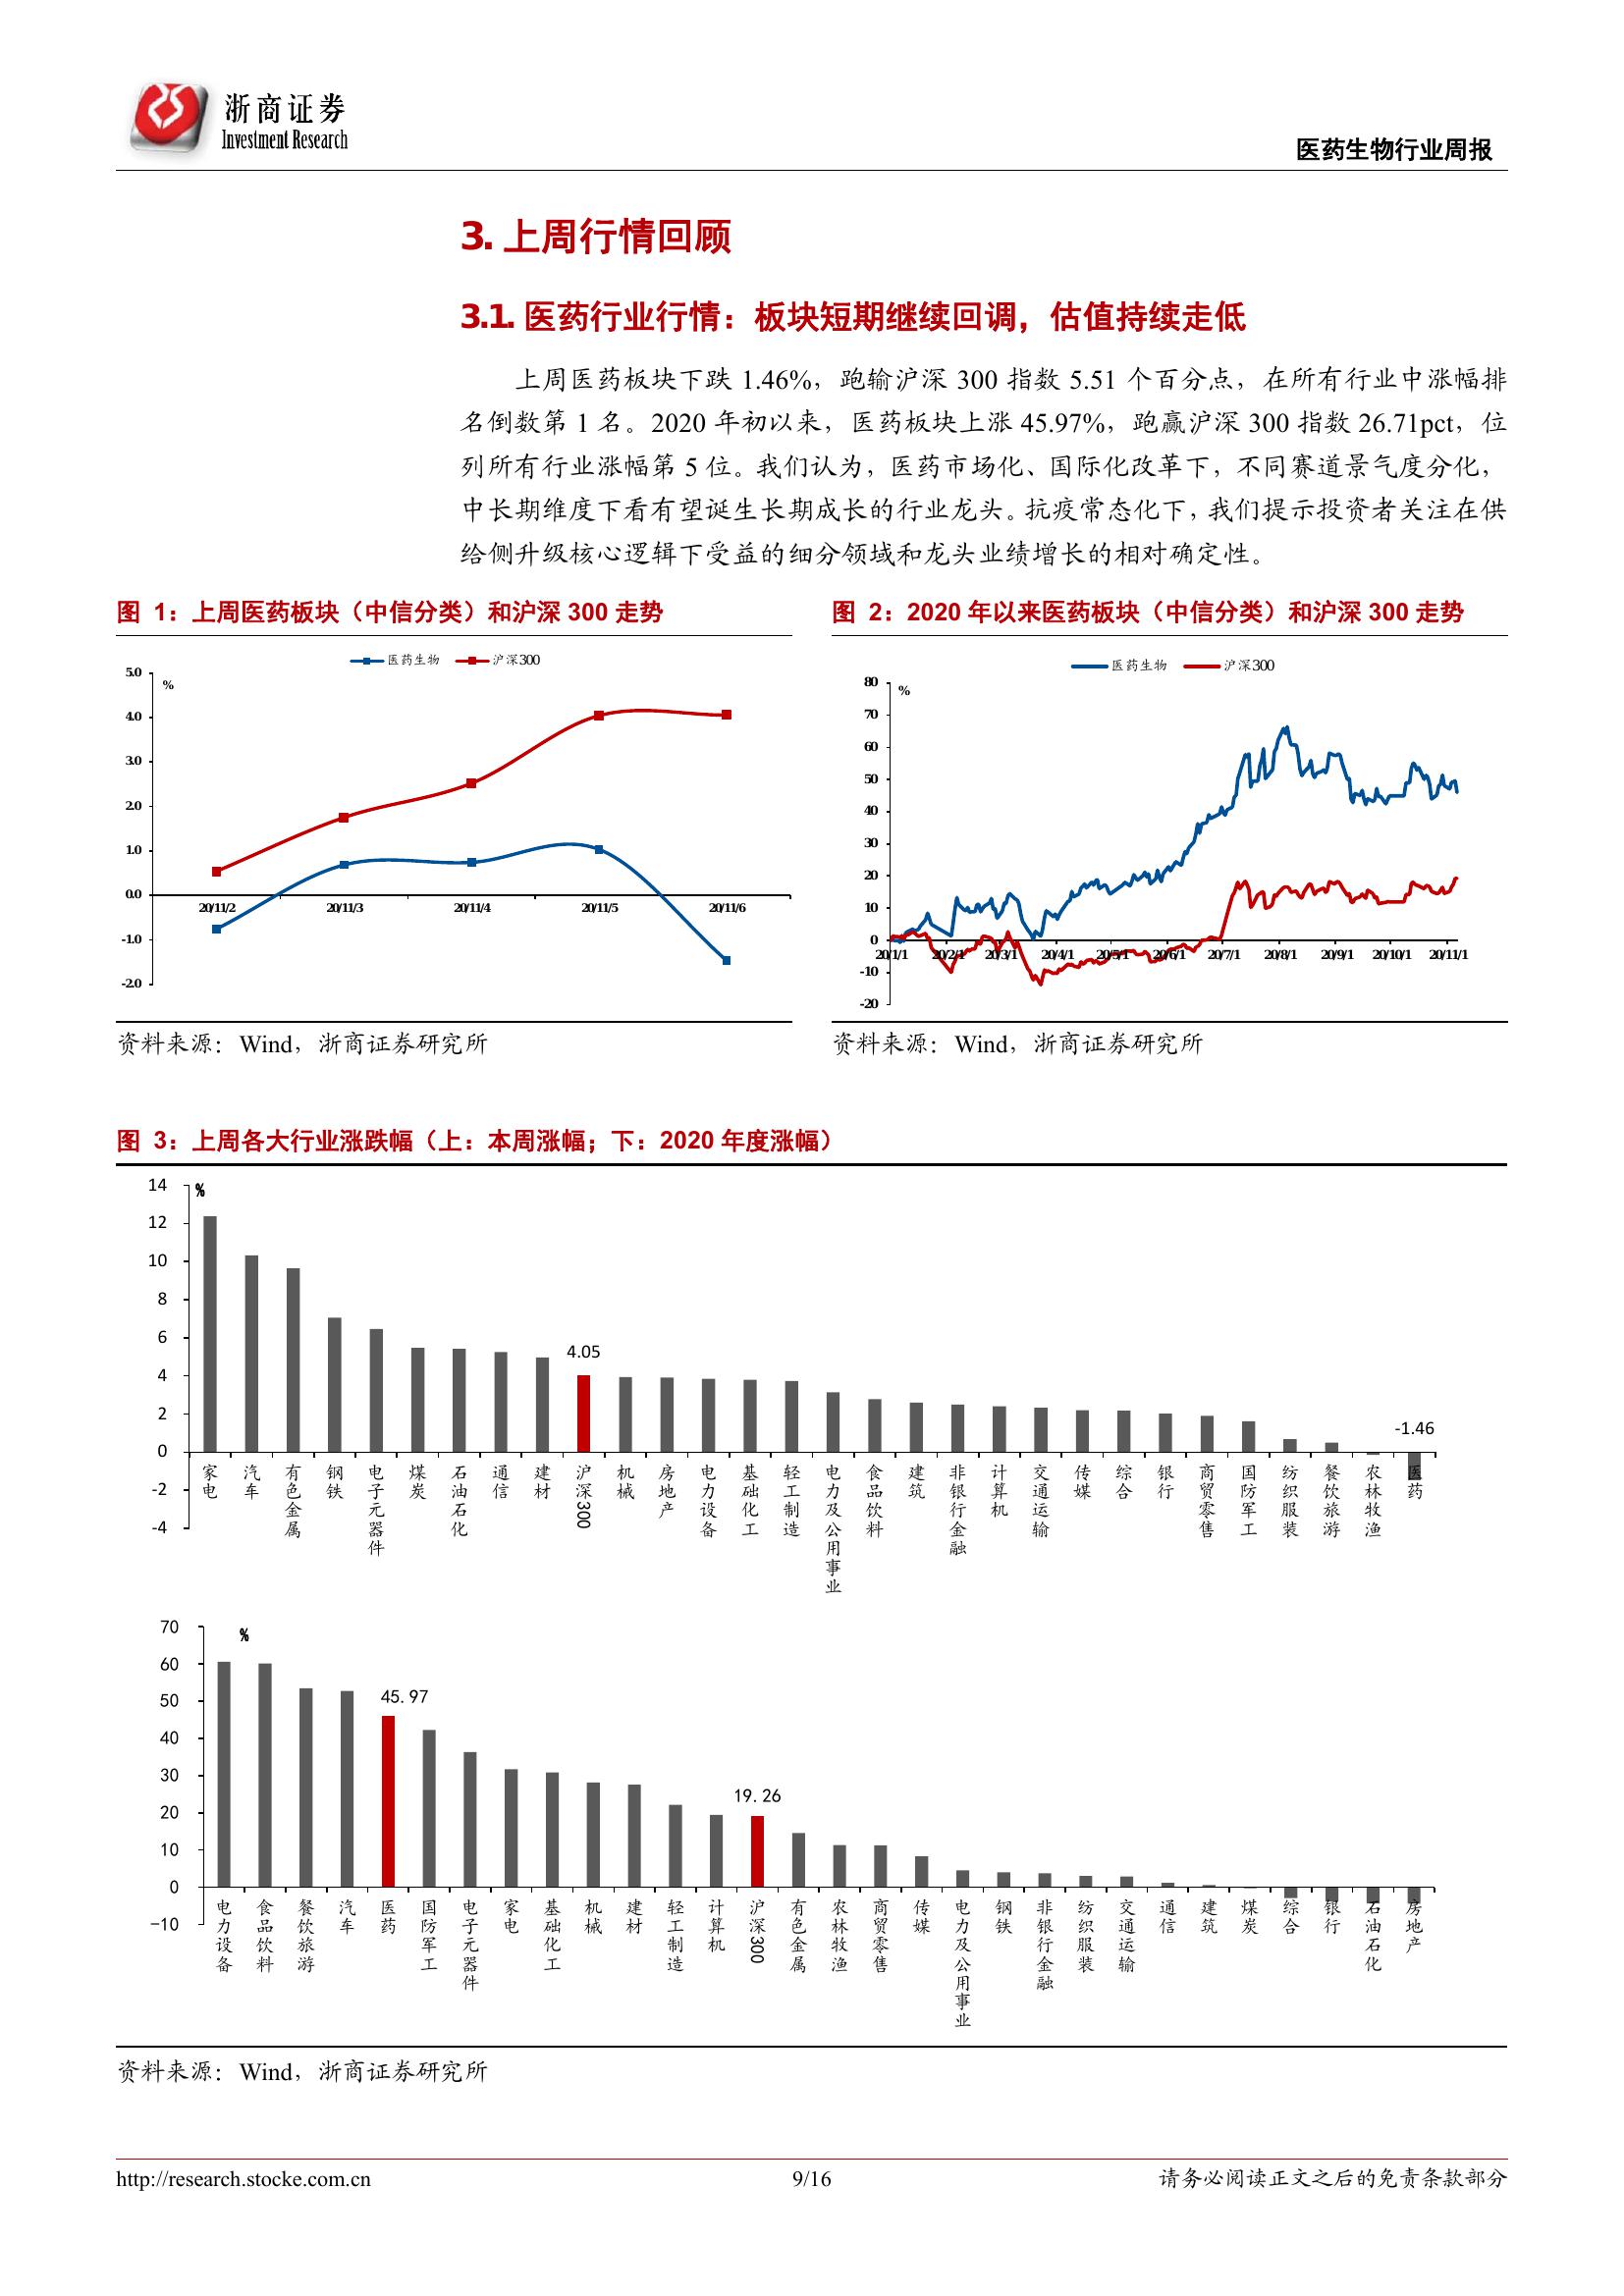 浙商证券
Investment Research
医药生物行业周报
3. 上周行情回顾
3.1. 医药行业行情：板块短期继续回调，估值持续走低
上周医药板块下跌 1.46%，跑输沪深 300 指数 5.51 个百分点，在所有行业中涨幅排
名倒数第 1 名。2020 年初以来，医药板块上涨 45.97%，跑赢沪深 300 指数 26.71pct，位
列所有行业涨幅第 5 位。我们认为，医药市场化、国际化改革下，不同赛道景气度分化，
中长期维度下看有望诞生长期成长的行业龙头。抗疫常态化下，我们提示投资者关注在供
给侧升级核心逻辑下受益的细分领域和龙头业绩增长的相对确定性。
图 1：上周医药板块（中信分类）和沪深 300 走势
医药生物 沪深300
%
5.0
4.0
3.0
2.0
1.0
0.0
-1.0
-2.0
20/11/2 20/11/3 20/11/4 20/11/5 20/11/6
资料来源：Wind，浙商证券研究所
图 2：2020 年以来医药板块（中信分类）和沪深 300 走势
医药生物 沪深300
%
80
70
60
50
40
30
20
10
0
-10
-20
20/1/1 20/2/1 20/3/1 20/4/1 20/5/1 20/6/1 20/7/1 20/8/1 20/9/1 20/10/1 20/11/1
资料来源：Wind，浙商证券研究所
图 3：上周各大行业涨跌幅（上：本周涨幅；下：2020 年度涨幅）
%
14
12
10
8
6
4
2
0
-2
-4
4.05
-1.46
家电
汽车
有色金属
钢铁
电子元器件
煤炭
石油石化
通信
建材
沪深300
机械
房地产
电力设备
基础化工
轻工制造
电力及公用事业
食品饮料
建筑
非银行金融
计算机
交通运输
传媒
综合
银行
商贸零售
国防军工
纺织服装
餐饮旅游
农林牧渔
医药
%
70
60
50
40
30
20
10
0
-10
45.97
19.26
电力设备
食品饮料
餐饮旅游
汽车
医药
国防军工
电子元器件
家电
基础化工
机械
建材
轻工制造
计算机
沪深300
有色金属
农林牧渔
商贸零售
传媒
电力及公用事业
钢铁
非银行金融
纺织服装
交通运输
通信
建筑
煤炭
综合
银行
石油石化
房地产
资料来源：Wind，浙商证券研究所
http://research.stocke.com.cn
9/16
请务必阅读正文之后的免责条款部分